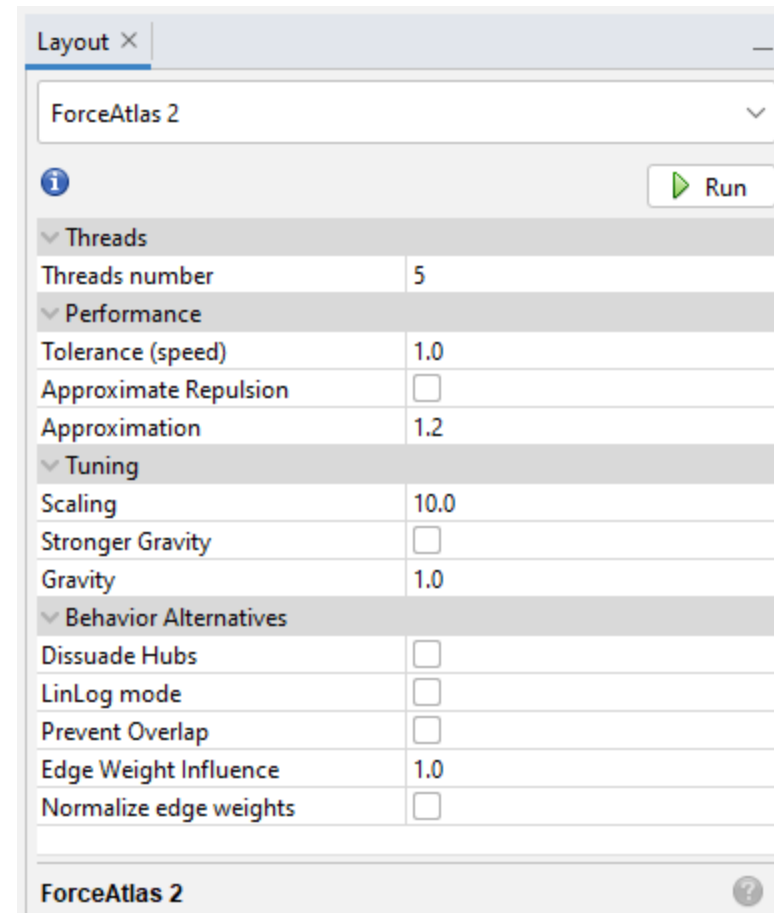 Layout
ForceAtlas 2
Run
Threads
Threads number 5
Performance
Tolerance (speed) 1.0
Approximate Repulsion
Approximation 1.2
Tuning
Scaling 10.0
Stronger Gravity
Gravity 1.0
Behavior Alternatives
Dissuade Hubs
LinLog mode
Prevent Overlap
Edge Weight Influence 1.0
Normalize edge weights
ForceAtlas 2